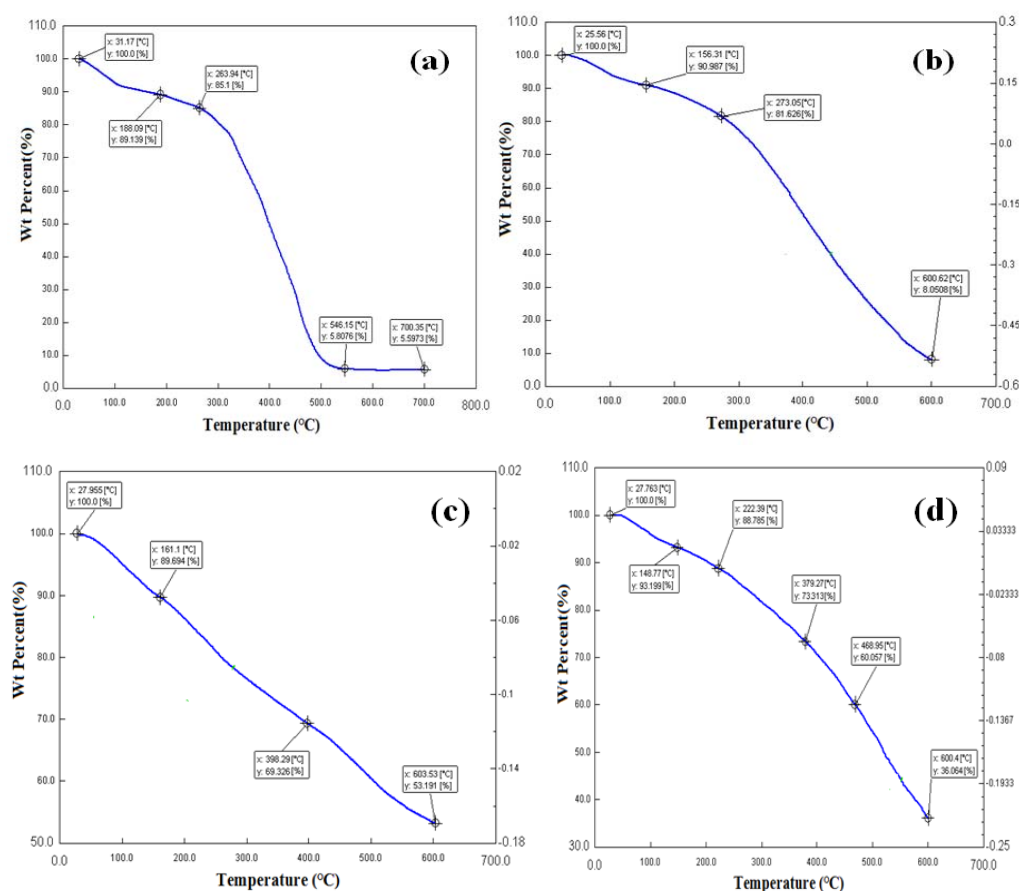 (a)
110.0
100.0
90.0
80.0
70.0
60.0
50.0
40.0
30.0
20.0
10.0
0.0
Wt Percent(%)
x: 31.17 [°C]
y: 100.0 [%]
x: 188.09 [°C]
y: 89.139 [%]
x: 263.94 [°C]
y: 85.1 [%]
x: 546.15 [°C]
y: 5.8076 [%]
x: 700.35 [°C]
y: 5.5973 [%]
0.0 100.0 200.0 300.0 400.0 500.0 600.0 700.0 800.0
Temperature (°C)
(b)
110.0
100.0
90.0
80.0
70.0
60.0
50.0
40.0
30.0
20.0
10.0
0.0
Wt Percent(%)
x: 25.56 [°C]
y: 100.0 [%]
x: 156.31 [°C]
y: 90.987 [%]
x: 273.05 [°C]
y: 81.626 [%]
x: 600.62 [°C]
y: 8.0508 [%]
0.3
0.15
0.0
-0.15
-0.3
-0.45
-0.6
0.0 100.0 200.0 300.0 400.0 500.0 600.0 700.0
Temperature (°C)
(c)
110.0
100.0
90.0
80.0
70.0
60.0
50.0
Wt Percent(%)
x: 27.955 [°C]
y: 100.0 [%]
x: 161.1 [°C]
y: 89.694 [%]
x: 398.29 [°C]
y: 69.326 [%]
x: 603.53 [°C]
y: 53.191 [%]
0.02
-0.02
-0.06
-0.1
-0.14
-0.18
0.0 100.0 200.0 300.0 400.0 500.0 600.0 700.0
Temperature (°C)
(d)
110.0
100.0
90.0
80.0
70.0
60.0
50.0
40.0
30.0
Wt Percent(%)
x: 27.763 [°C]
y: 100.0 [%]
x: 148.77 [°C]
y: 93.199 [%]
x: 222.39 [°C]
y: 88.785 [%]
x: 379.27 [°C]
y: 73.313 [%]
x: 468.95 [°C]
y: 60.057 [%]
x: 600.4 [°C]
y: 36.064 [%]
0.09
0.03333
-0.02333
-0.08
-0.1367
-0.1933
-0.25
0.0 100.0 200.0 300.0 400.0 500.0 600.0 700.0
Temperature (°C)